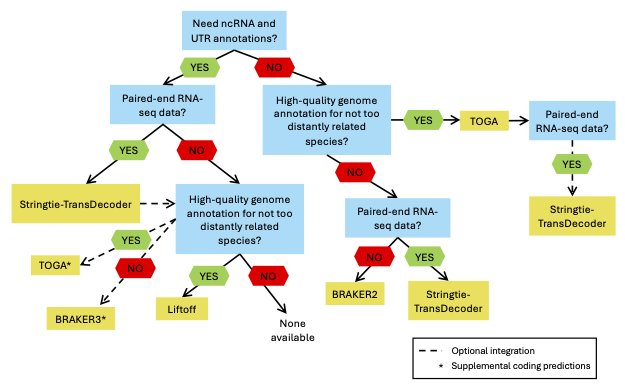 Need ncRNA and
UTR annotations?
YES
NO
Paired-end RNA-
seq data?
High-quality genome
annotation for not too
distantly related
species?
YES
TOGA
Paired-end
RNA-seq data?
YES
NO
YES
NO
Stringtie-TransDecoder
High-quality genome
annotation for not too
distantly related
species?
Paired-end RNA-
seq data?
Stringtie-
TransDecoder
YES
TOGA*
NO
BRAKER3*
YES
NO
Liftoff
None
available
NO
YES
BRAKER2
Stringtie-
TransDecoder
Optional integration
* Supplemental coding predictions